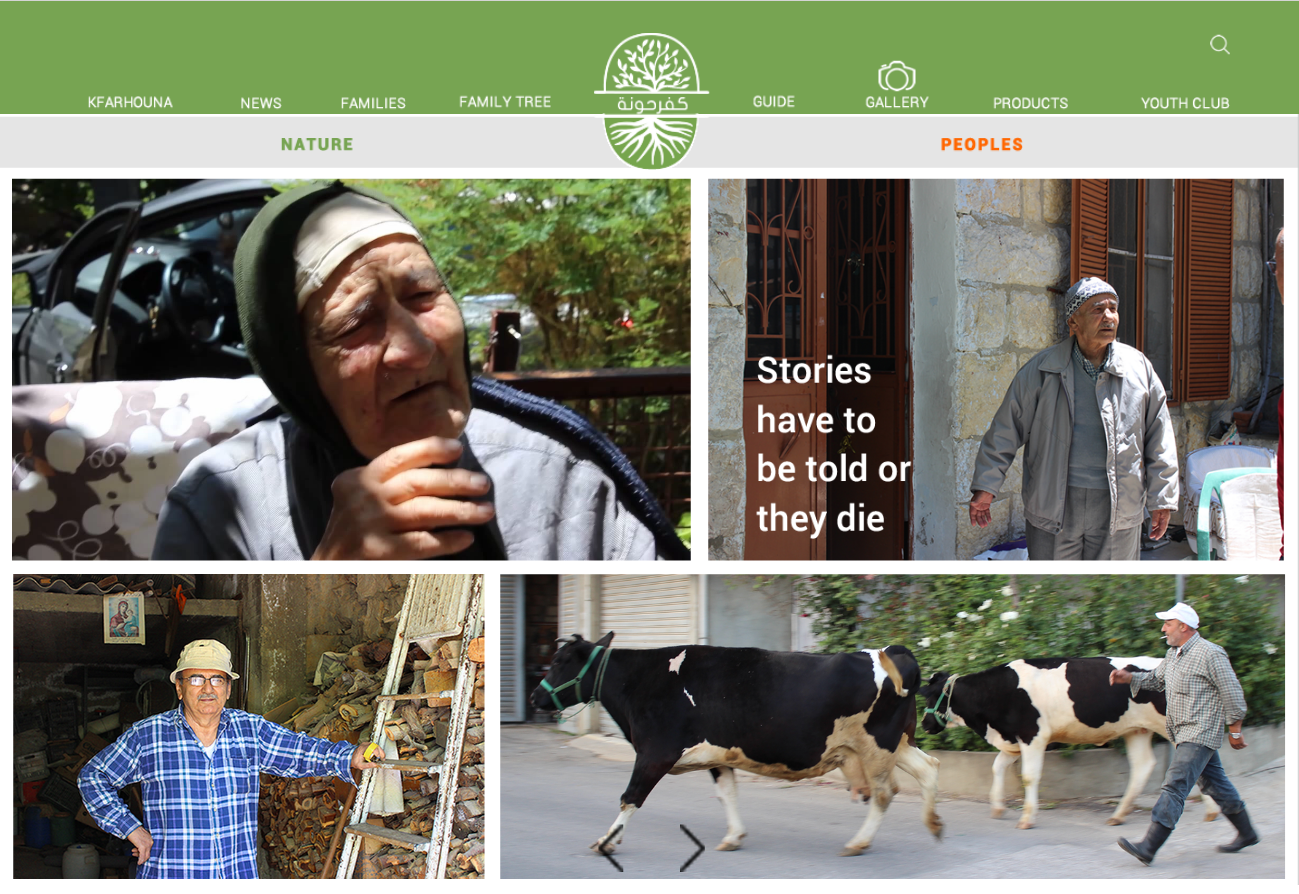 KFARHOUNA
NEWS
FAMILIES
FAMILY TREE
كفرحونة
GUIDE
GALLERY
PRODUCTS
YOUTH CLUB
NATURE
PEOPLES
Stories
have to
be told or
they die